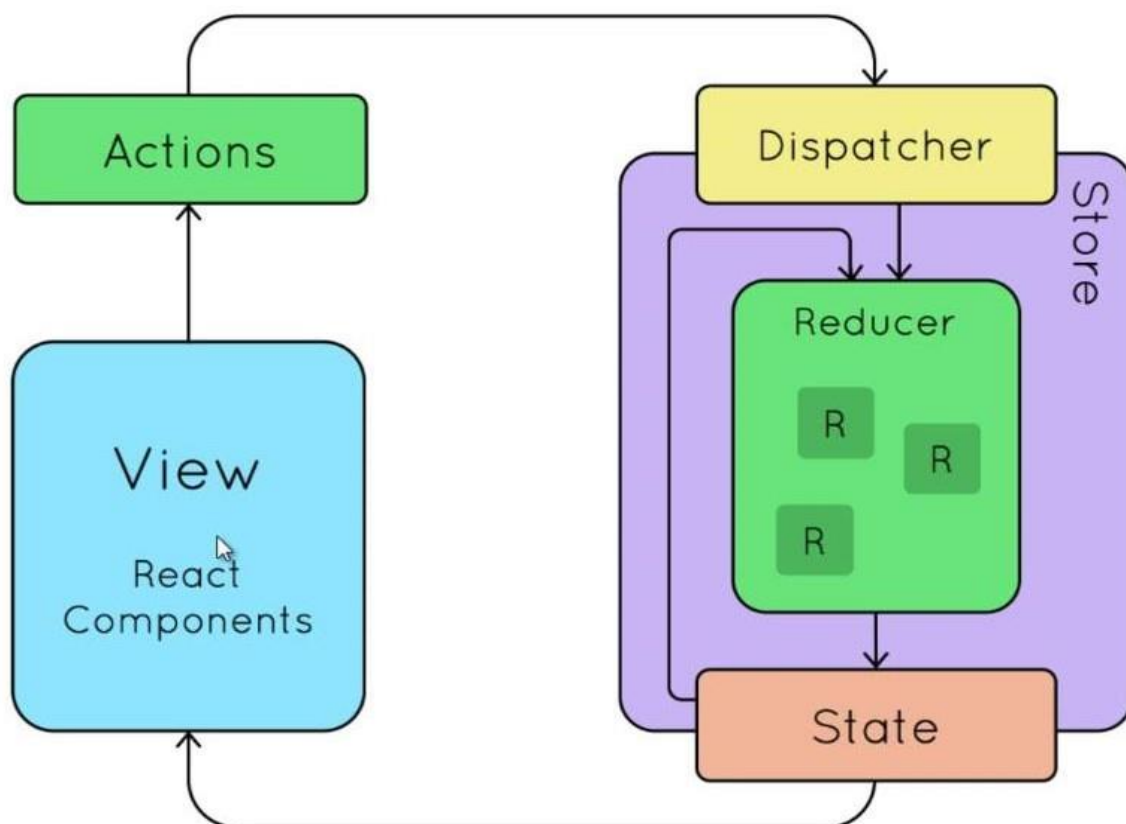 Actions
Dispatcher
Store
Reducer
R
R
R
View
React
Components
State